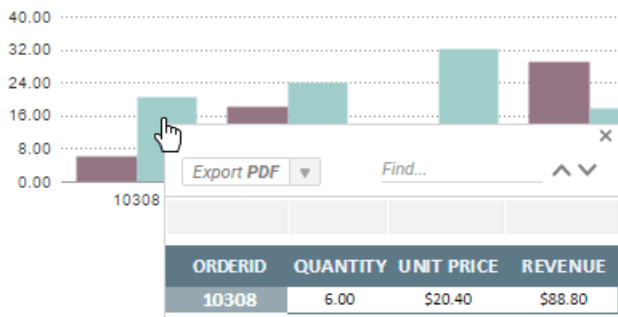 40.00
32.00
24.00
16.00
8.00
0.00
10308
Export PDF
Find...
ORDERID QUANTITY UNIT PRICE REVENUE
10308 6.00 $20.40 $88.80